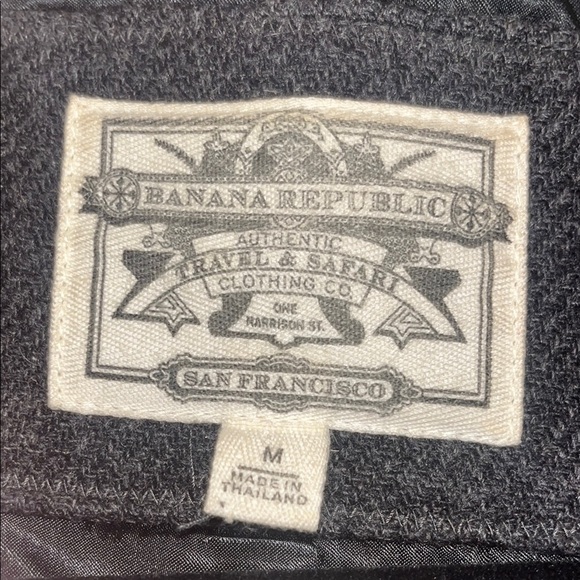 BANANA REPUBLIC
AUTHENTIC
TRAVEL & SAFARI
CLOTHING CO.
ONE
HARRISON ST.
SAN FRANCISCO
M
MADE IN
THAILAND